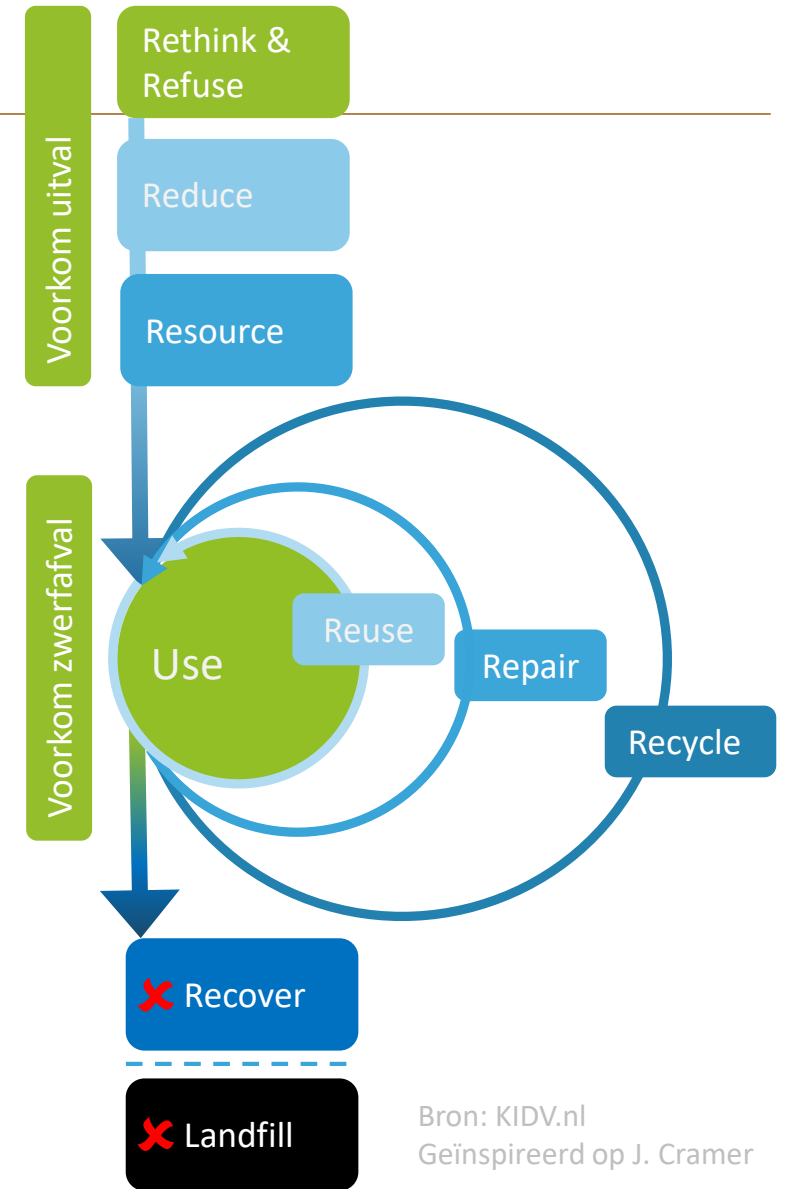 Voorkom uitval
Rethink &
Refuse
Reduce
Resource
Voorkom zwerfafval
Use
Reuse
Repair
Recycle
Recover
Landfill
Bron: KIDV.nl
Geïnspireerd op J. Cramer